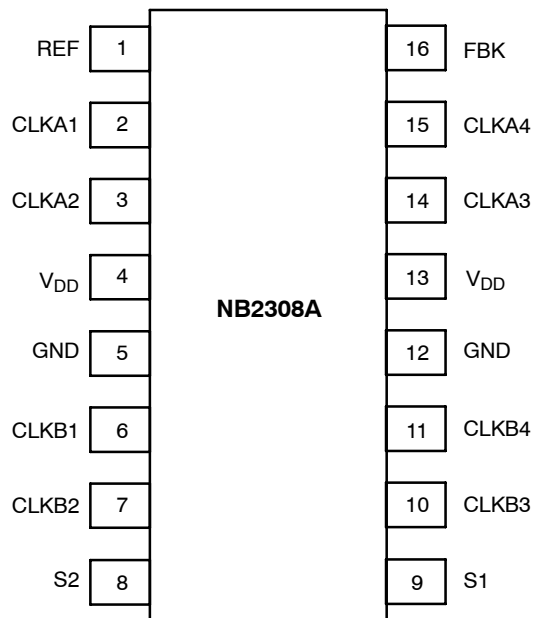 REF 1 16 FBK
CLKA1 2 15 CLKA4
CLKA2 3 14 CLKA3
VDD 4 13 VDD
NB2308A
GND 5 12 GND
CLKB1 6 11 CLKB4
CLKB2 7 10 CLKB3
S2 8 9 S1